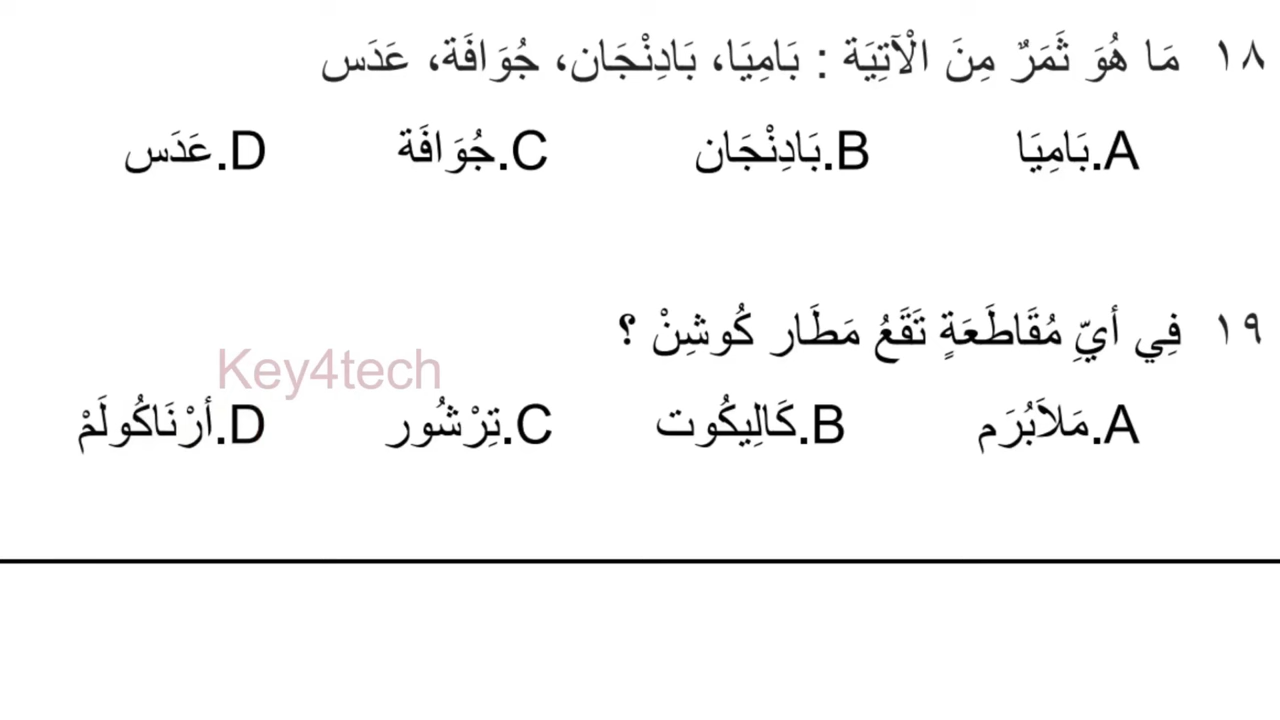 ١٨ مَا هُوَ ثَمَرٌ مِنَ الْآتِيَة : بَامِيَا، بَادِنْجَان، جُوَافَة، عَدَس
A.بَامِيَا B.بَادِنْجَان C.جُوَافَة D.عَدَس
١٩ فِي أيِّ مُقَاطَعَةٍ تَقَعُ مَطَار كُوشِنْ ؟
Key4tech
A.مَلاَبُرَم B.كَالِيكُوت C.تِرْشُور D.أرْنَاكُولَمْ